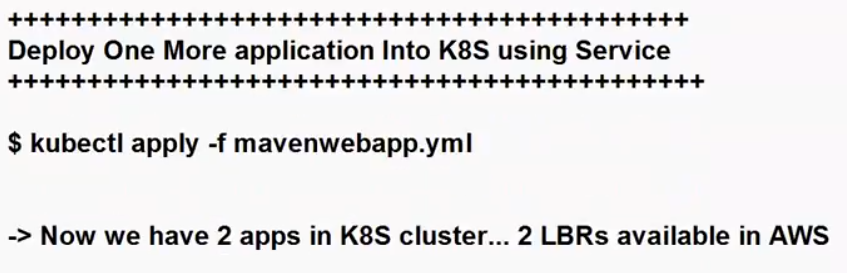 +++++++++++++++++++++++++++++++++++++++++++
Deploy One More application Into K8S using Service
++++++++++++++++++++++++++++++++++++++++++++
$ kubectl apply -f mavenwebapp.yml
-> Now we have 2 apps in K8S cluster... 2 LBRs available in AWS